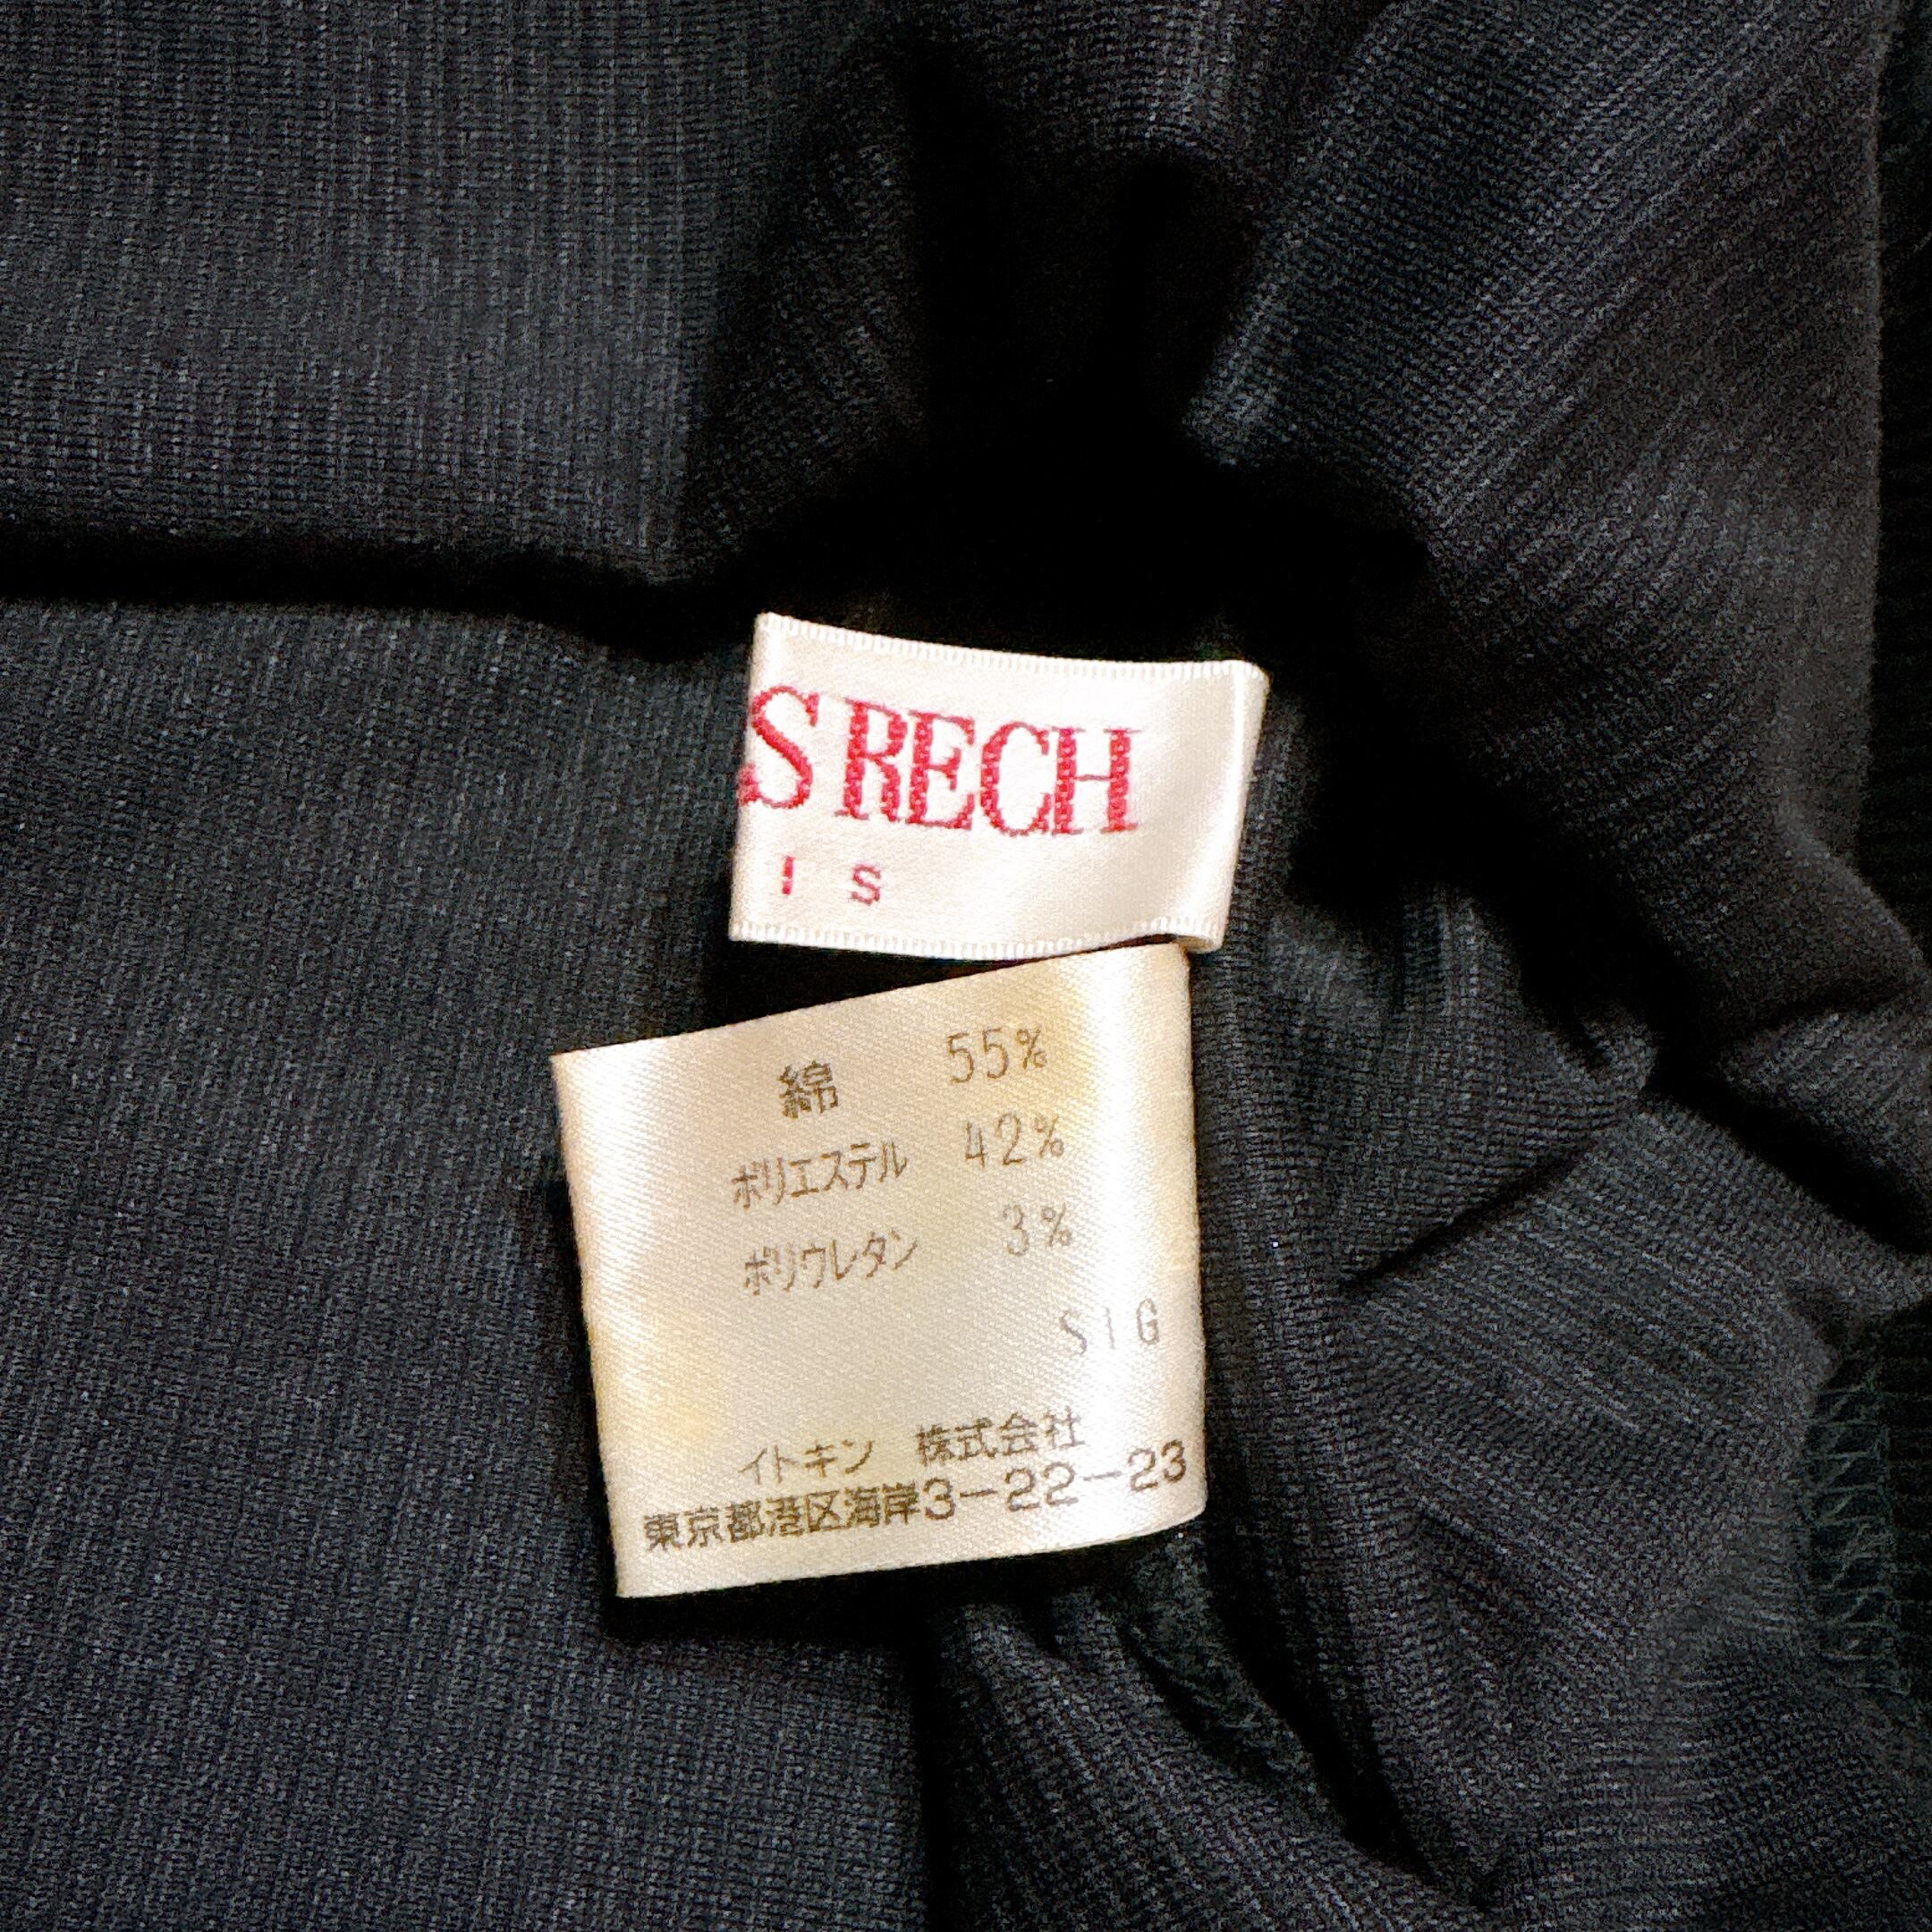 S RECH
I S
綿 55%
ポリエステル 42%
ポリウレタン 3%
SIG
イトキン 株式会社
東京都港区海岸3-22-23